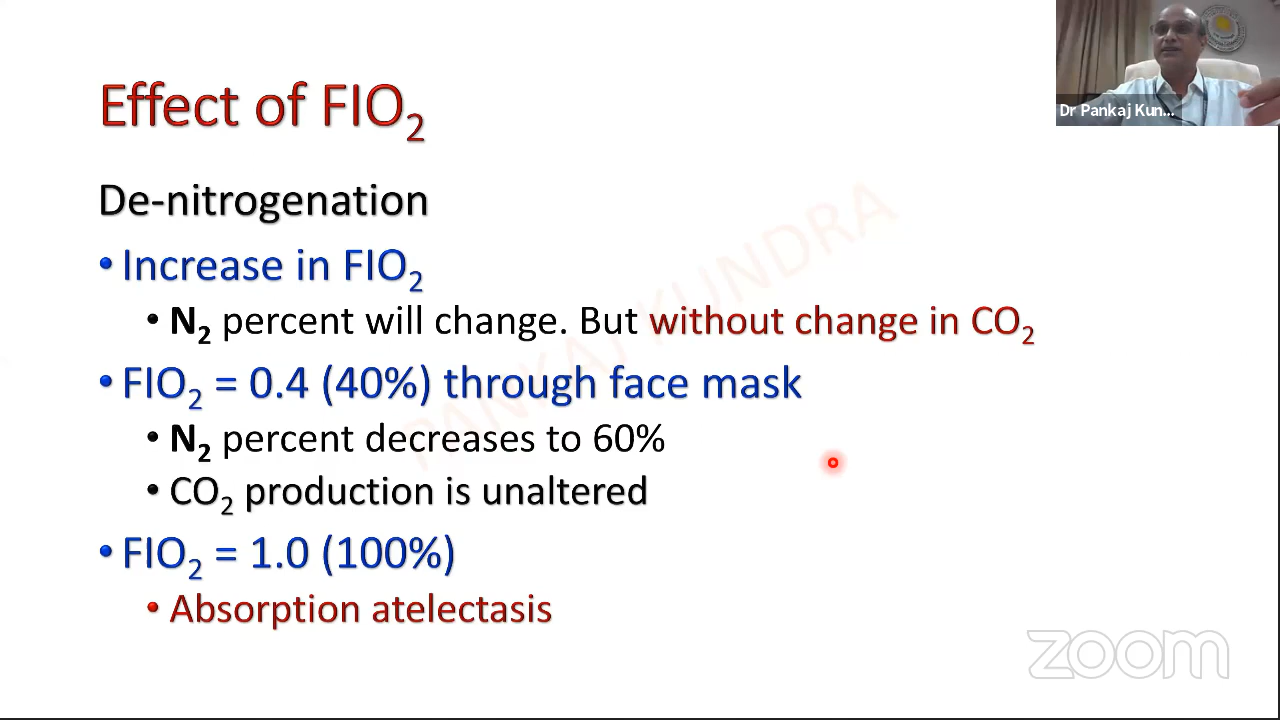 Effect of FIO₂
Dr Pankaj Kun...
De-nitrogenation
• Increase in FIO₂
• N₂ percent will change. But without change in CO₂
• FIO₂ = 0.4 (40%) through face mask
• N₂ percent decreases to 60%
• CO₂ production is unaltered
• FIO₂ = 1.0 (100%)
• Absorption atelectasis
PANKAJ KUNDRA
zoom